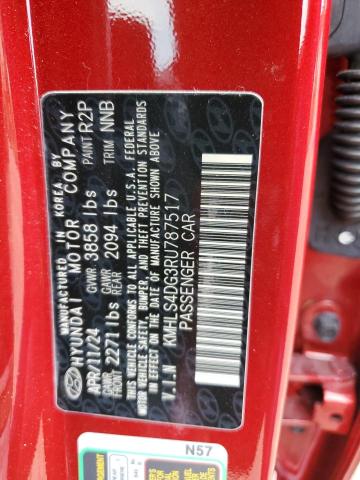 MADE IN KOREA BY
HYUNDAI MOTOR COMPANY
APR/11/24 GVWR 3858 lbs PAINT R2P
GAWR FRONT 2271 lbs GAWR REAR 2094 lbs TRIM NNB
THIS VEHICLE CONFORMS TO ALL APPLICABLE U.S.A. FEDERAL
MOTOR VEHICLE SAFETY, BUMPER, AND THEFT PREVENTION STANDARDS
IN EFFECT ON THE DATE OF MANUFACTURE SHOWN ABOVE.
V.I.N KMHLS4DG3RU787517
PASSENGER CAR
N57